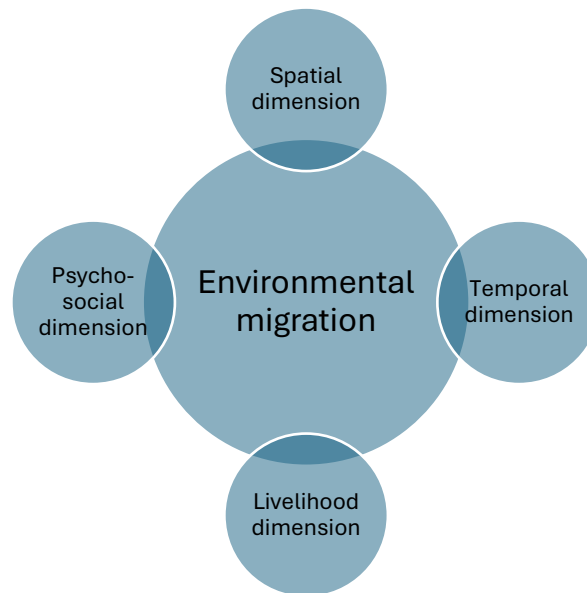 Spatial
dimension
Psycho-
social
dimension
Environmental
migration
Temporal
dimension
Livelihood
dimension